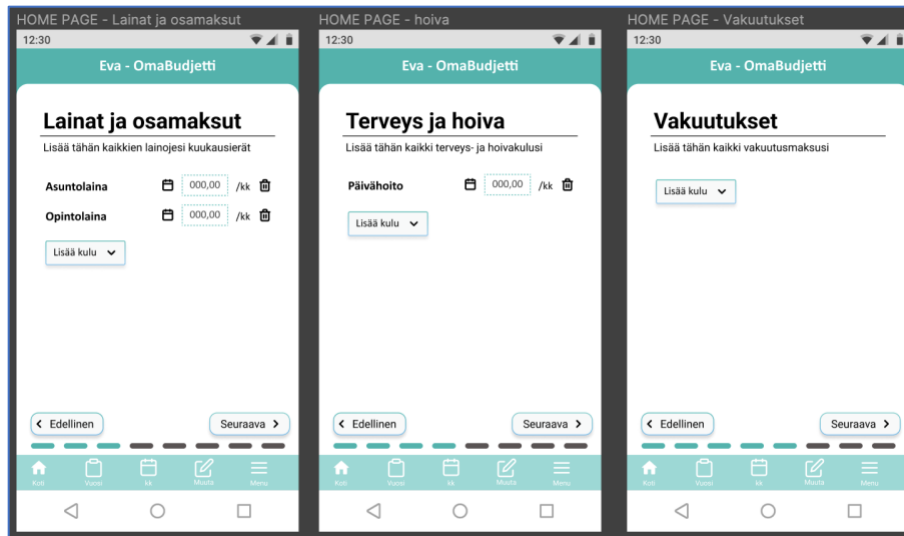 HOME PAGE - Lainat ja osamaksut
12:30
Eva - OmaBudjetti
Lainat ja osamaksut
Lisää tähän kaikkien lainojesi kuukausierät
Asuntolaina 000,00 /kk
Opintolaina 000,00 /kk
Lisää kulu
Edellinen Seuraava
Koti Vuosi kk Muuta Menu
HOME PAGE - hoiva
12:30
Eva - OmaBudjetti
Terveys ja hoiva
Lisää tähän kaikki terveys- ja hoivakulusi
Päivähoito 000,00 /kk
Lisää kulu
Edellinen Seuraava
Koti Vuosi kk Muuta Menu
HOME PAGE - Vakuutukset
12:30
Eva - OmaBudjetti
Vakuutukset
Lisää tähän kaikki vakuutusmaksusi
Lisää kulu
Edellinen Seuraava
Koti Vuosi kk Muuta Menu